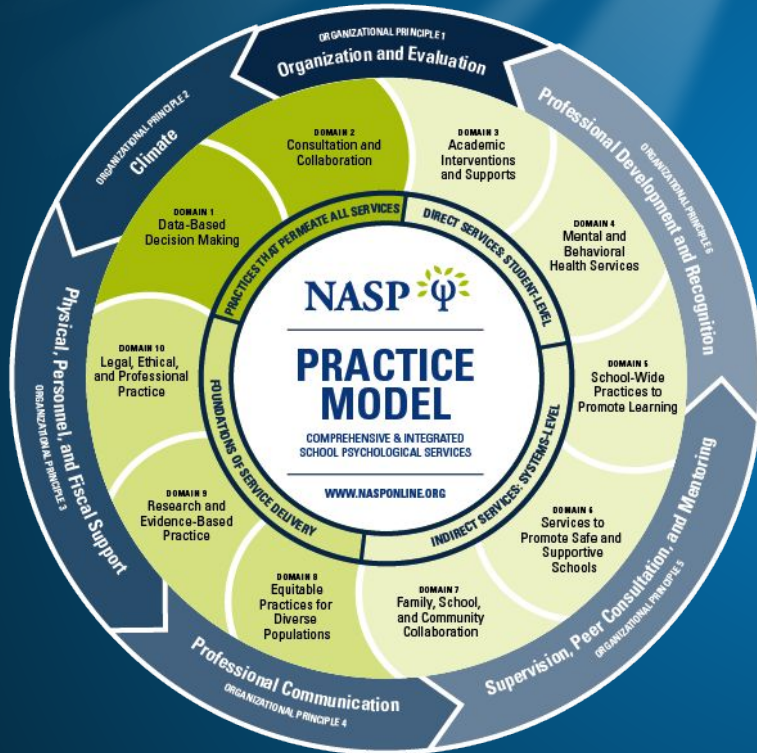 ORGANIZATIONAL PRINCIPLE 1
Organization and Evaluation
ORGANIZATIONAL PRINCIPLE 2
Climate
Physical, Personnel, and Fiscal Support
ORGANIZATIONAL PRINCIPLE 3
Professional Communication
ORGANIZATIONAL PRINCIPLE 4
Supervision, Peer Consultation, and Mentoring
ORGANIZATIONAL PRINCIPLE 5
ORGANIZATIONAL PRINCIPLE 6
Professional Development and Recognition
DOMAIN 1
Data-Based
Decision Making
DOMAIN 2
Consultation and
Collaboration
DOMAIN 3
Academic
Interventions
and Supports
DOMAIN 4
Mental and
Behavioral
Health Services
DOMAIN 5
School-Wide
Practices to
Promote Learning
DOMAIN 6
Services to
Promote Safe and
Supportive
Schools
DOMAIN 7
Family, School,
and Community
Collaboration
DOMAIN 8
Equitable
Practices for
Diverse
Populations
DOMAIN 9
Research and
Evidence-Based
Practice
DOMAIN 10
Legal, Ethical,
and Professional
Practice
PRACTICES THAT PERMEATE ALL SERVICES
DIRECT SERVICES: STUDENT-LEVEL
INDIRECT SERVICES: SYSTEMS-LEVEL
FOUNDATIONS OF SERVICE DELIVERY
NASP ψ
PRACTICE
MODEL
COMPREHENSIVE & INTEGRATED
SCHOOL PSYCHOLOGICAL SERVICES
WWW.NASPONLINE.ORG